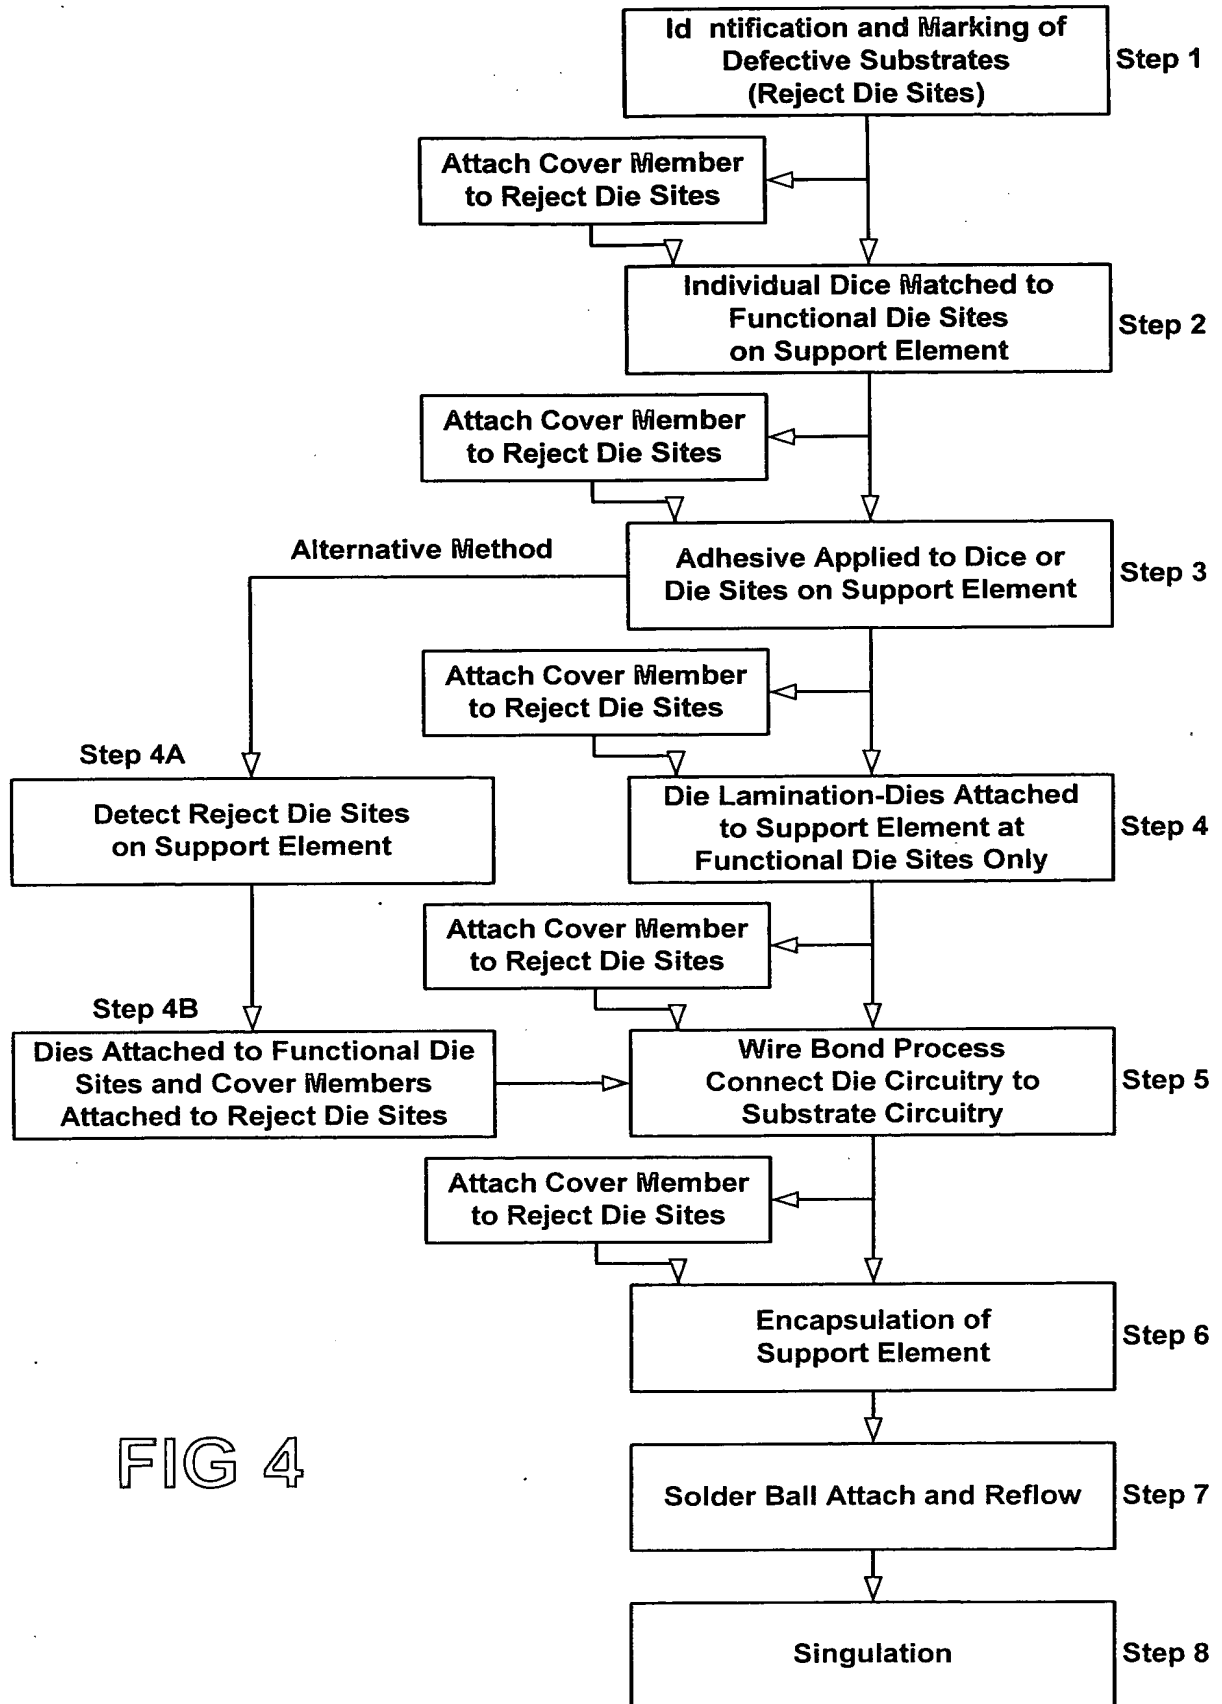 Id ntification and Marking of
Defective Substrates
(Reject Die Sites)
Step 1
Attach Cover Member
to Reject Die Sites
Individual Dice Matched to
Functional Die Sites
on Support Element
Step 2
Attach Cover Member
to Reject Die Sites
Alternative Method
Adhesive Applied to Dice or
Die Sites on Support Element
Step 3
Attach Cover Member
to Reject Die Sites
Step 4A
Detect Reject Die Sites
on Support Element
Die Lamination-Dies Attached
to Support Element at
Functional Die Sites Only
Step 4
Attach Cover Member
to Reject Die Sites
Step 4B
Dies Attached to Functional Die
Sites and Cover Members
Attached to Reject Die Sites
Wire Bond Process
Connect Die Circuitry to
Substrate Circuitry
Step 5
Attach Cover Member
to Reject Die Sites
Encapsulation of
Support Element
Step 6
FIG 4
Solder Ball Attach and Reflow
Step 7
Singulation
Step 8